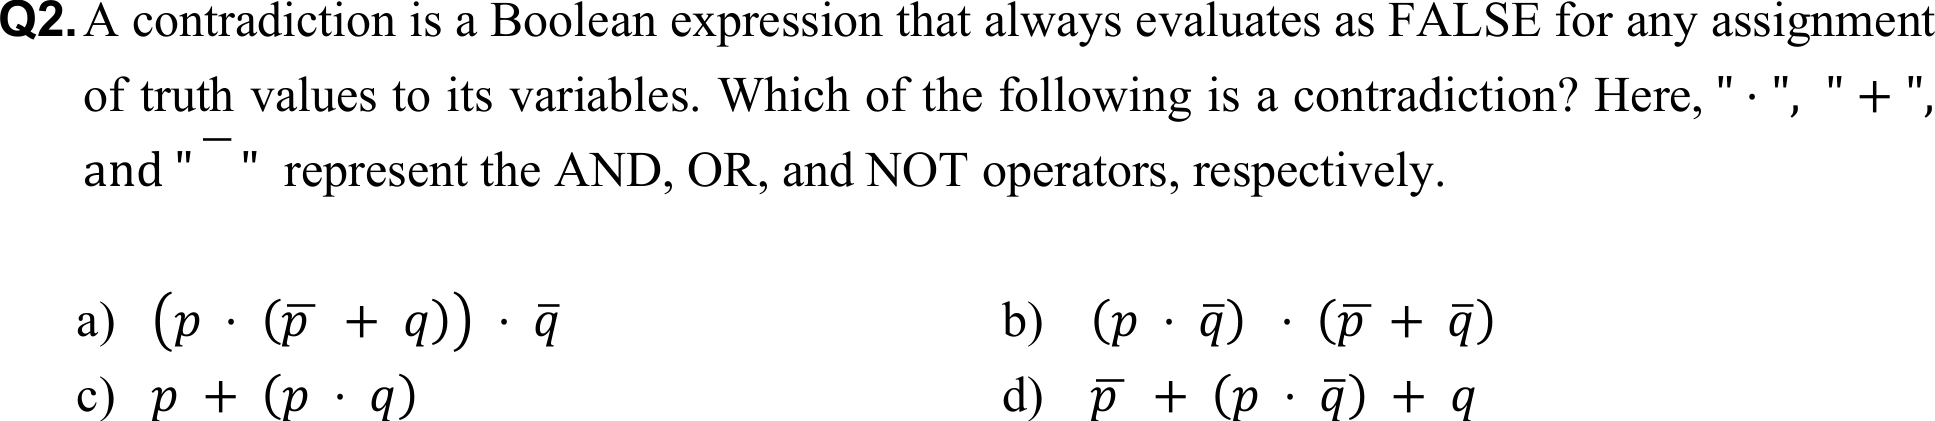 Q2. A contradiction is a Boolean expression that always evaluates as FALSE for any assignment
of truth values to its variables. Which of the following is a contradiction? Here, " · ", " + ",
and " ‾ " represent the AND, OR, and NOT operators, respectively.
a) (p · (p̅ + q)) · q̅ b) (p · q̅) · (p̅ + q̅)
c) p + (p · q) d) p̅ + (p · q̅) + q